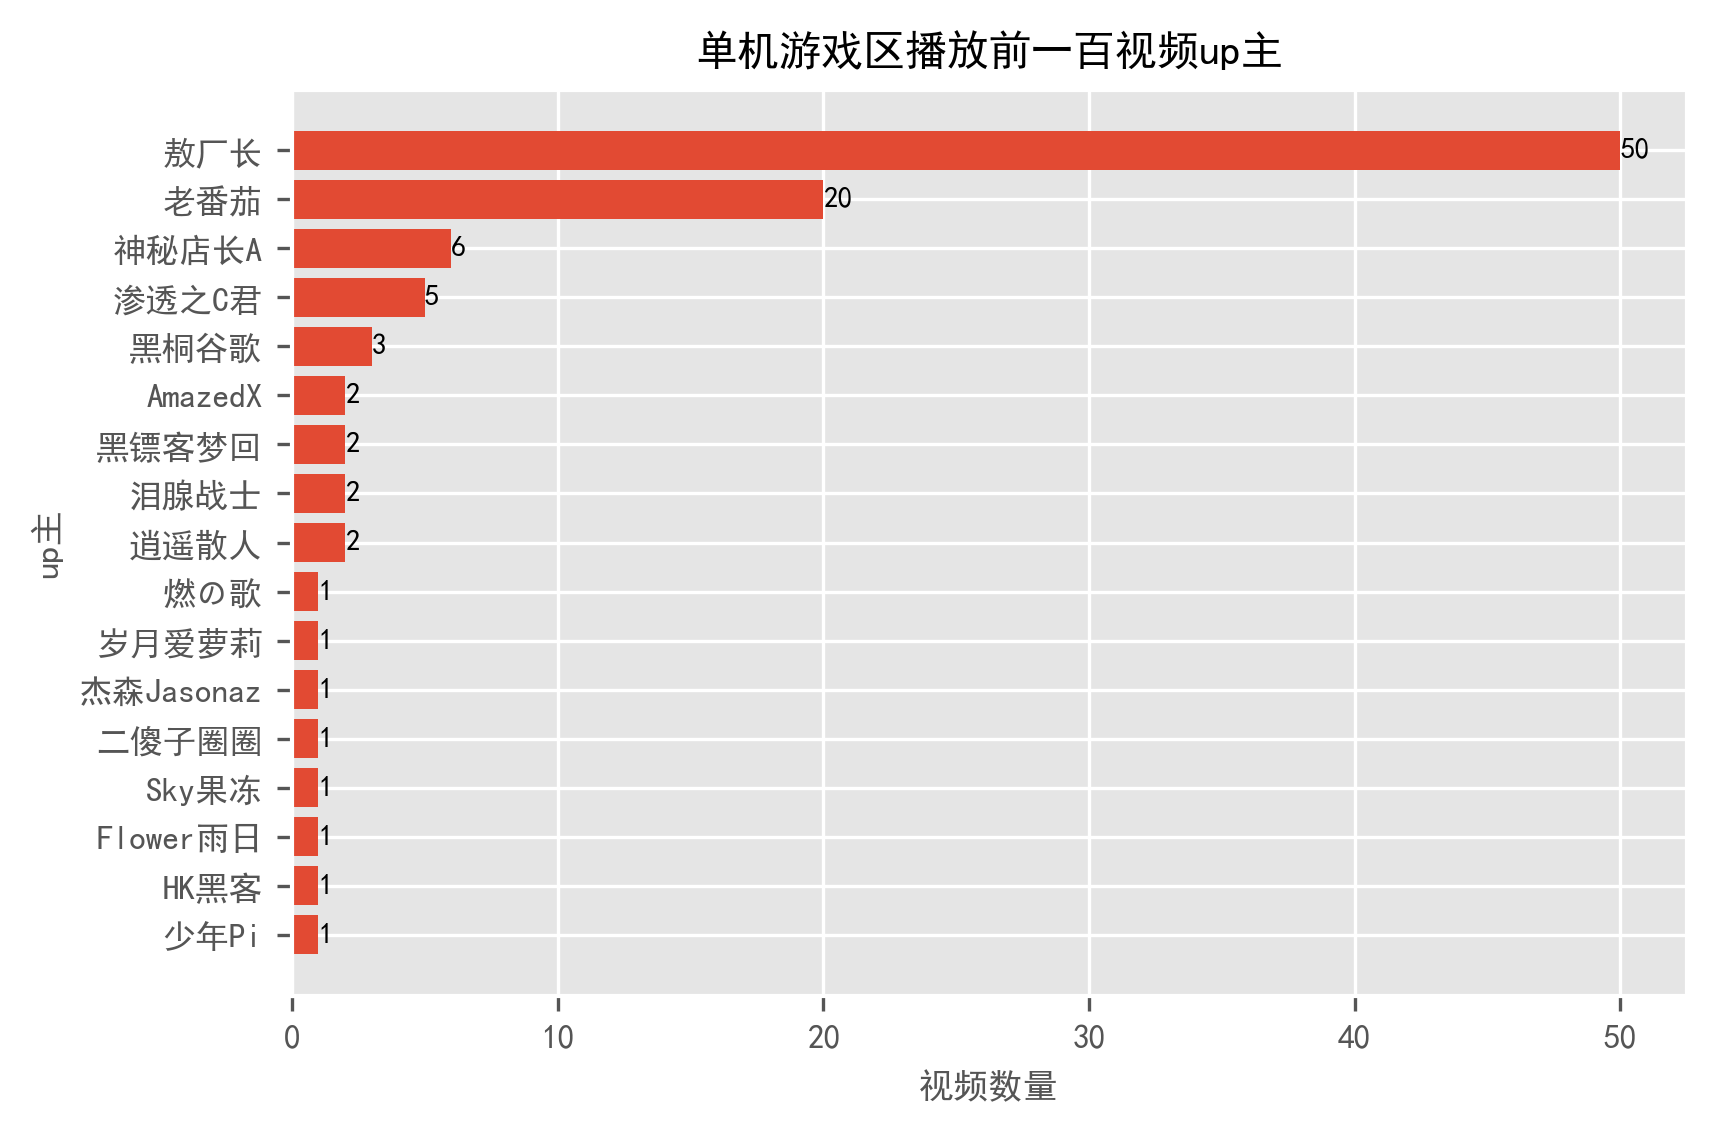 单机游戏区播放前一百视频up主
敖厂长 50
老番茄 20
神秘店长A 6
渗透之C君 5
黑桐谷歌 3
AmazedX 2
黑镖客梦回 2
泪腺战士 2
逍遥散人 2
燃の歌 1
岁月爱萝莉 1
杰森Jasonaz 1
二傻子圈圈 1
Sky果冻 1
Flower雨日 1
HK黑客 1
少年Pi 1
up主
0 10 20 30 40 50
视频数量